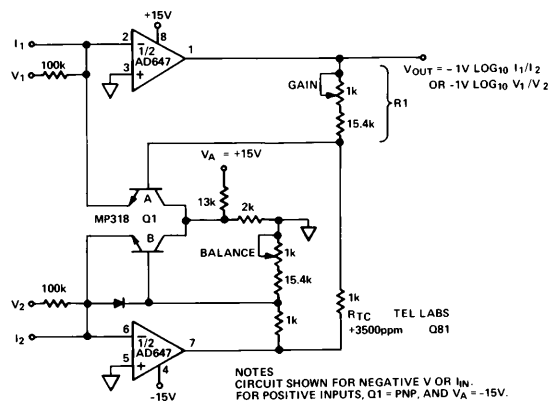 +15V
I1
2
8
1/2
AD647
1
3
V1
100k
VOUT = – 1V LOG10 I1/I2
OR -1V LOG10 V1/V2
GAIN
1k
R1
15.4k
VA = +15V
13k
2k
A
MP318 Q1
B
BALANCE
1k
15.4k
V2
100k
1k
1k
RTC
+3500ppm
TEL LABS
Q81
I2
6
1/2
AD647
7
5
4
-15V
NOTES
CIRCUIT SHOWN FOR NEGATIVE V OR IIN.
FOR POSITIVE INPUTS, Q1 = PNP, AND VA = -15V.